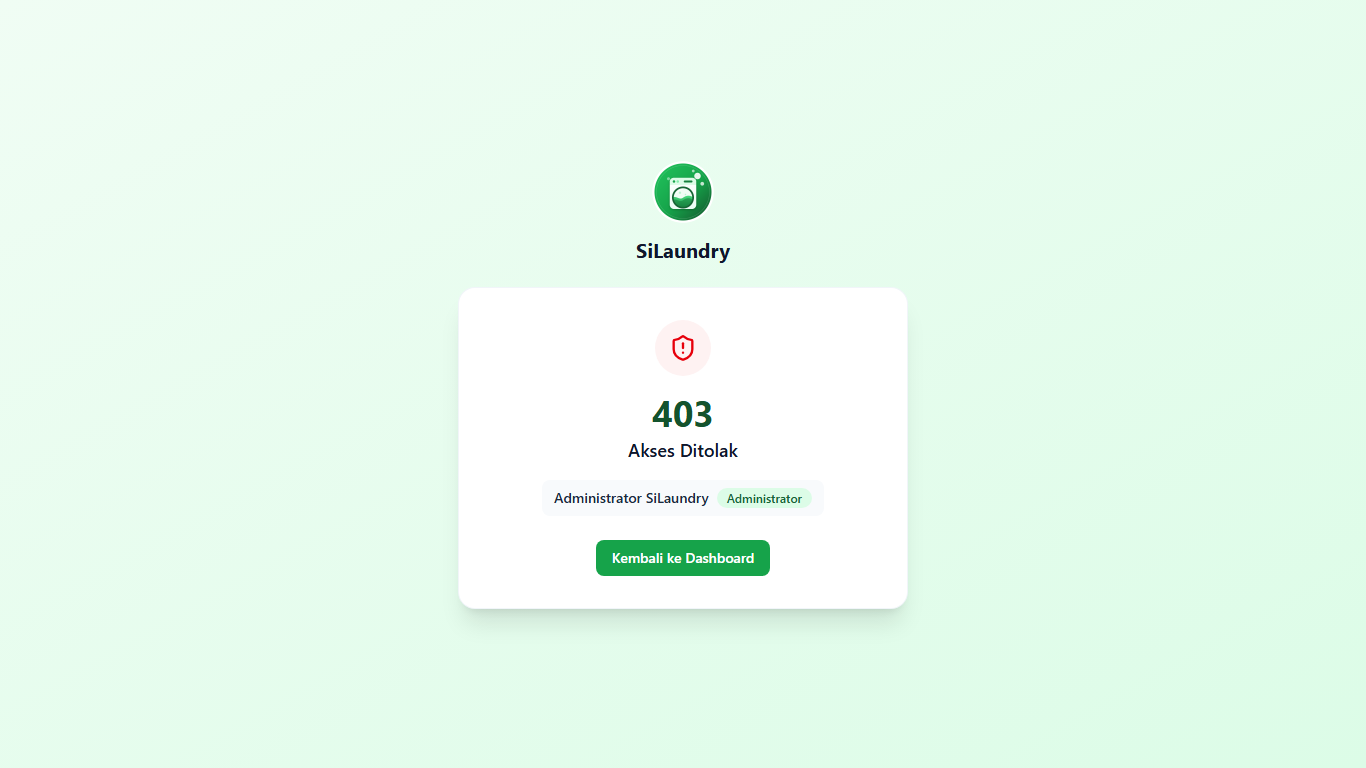 SiLaundry
403
Akses Ditolak
Administrator SiLaundry Administrator
Kembali ke Dashboard